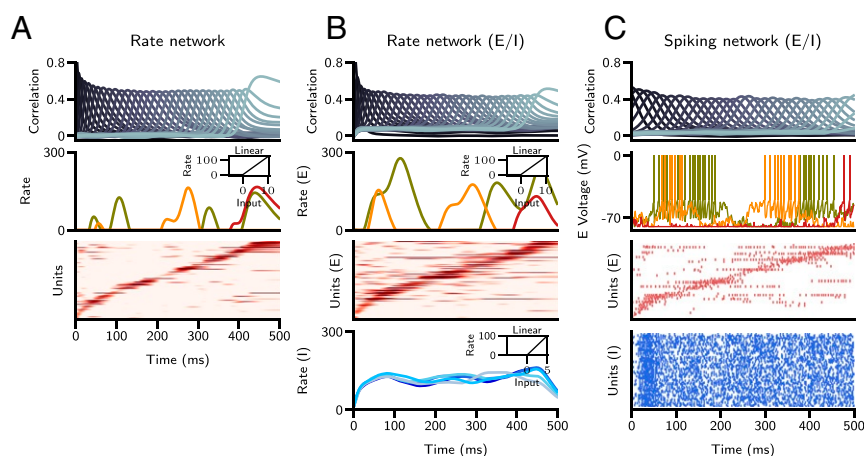 A
Rate network
Correlation
0.8
0.4
0
Rate
300
0
Rate
Linear
100
0
0 10
Input
Units
0 100 200 300 400 500
Time (ms)
B
Rate network (E/I)
Correlation
0.8
0.4
0
Rate (E)
300
0
Rate
Linear
100
0
0 10
Input
Units (E)
Rate (I)
300
0
Rate
Linear
100
0
0 5
Input
0 100 200 300 400 500
Time (ms)
C
Spiking network (E/I)
Correlation
0.8
0.4
0
E Voltage (mV)
0
-70
Units (E)
Units (I)
0 100 200 300 400 500
Time (ms)